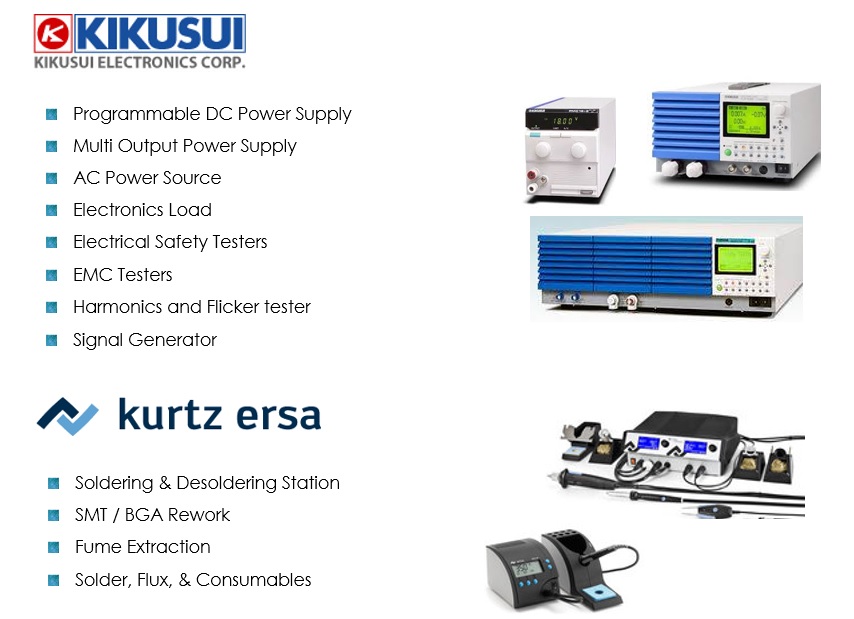 KIKUSUI
KIKUSUI ELECTRONICS CORP.
Programmable DC Power Supply
Multi Output Power Supply
AC Power Source
Electronics Load
Electrical Safety Testers
EMC Testers
Harmonics and Flicker tester
Signal Generator
kurtz ersa
Soldering & Desoldering Station
SMT / BGA Rework
Fume Extraction
Solder, Flux, & Consumables